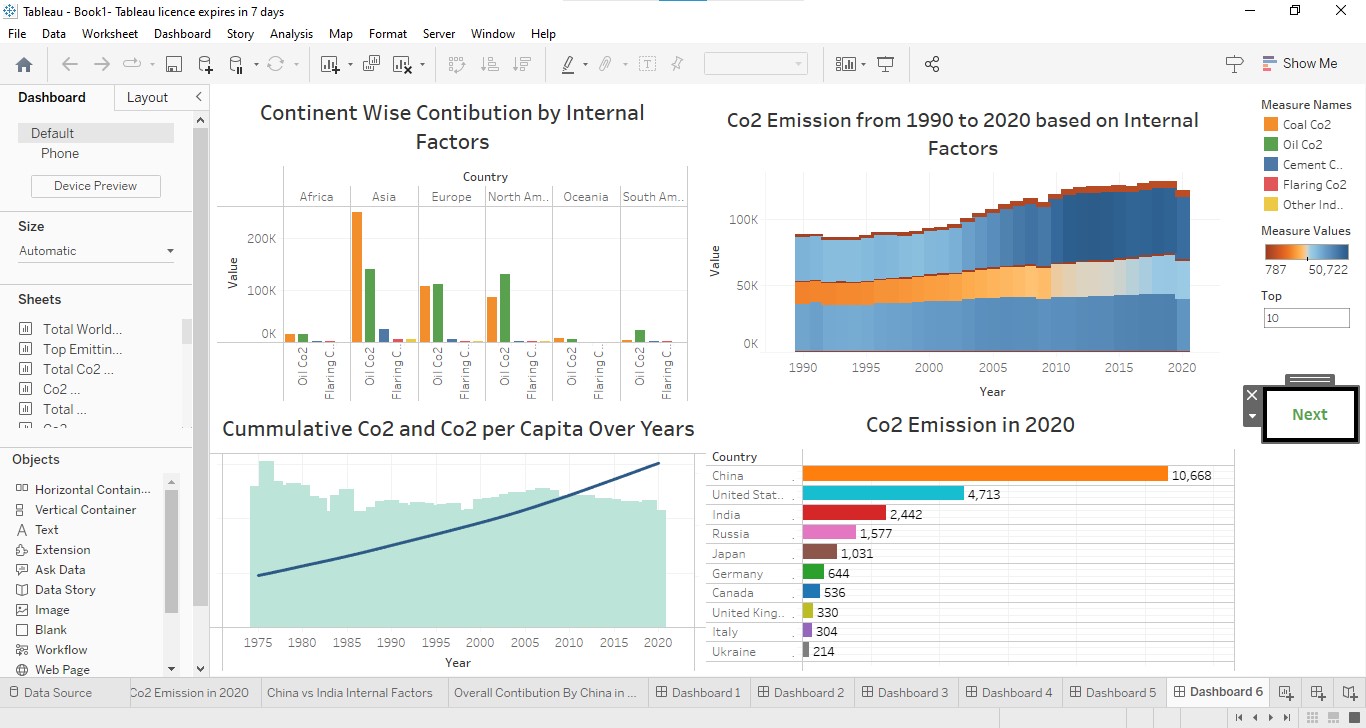 Tableau - Book1- Tableau licence expires in 7 days
File Data Worksheet Dashboard Story Analysis Map Format Server Window Help
Show Me
Dashboard Layout
Default
Phone
Device Preview
Size
Automatic
Sheets
Total World...
Top Emittin...
Total Co2 ...
Co2 ...
Total ...
Objects
Horizontal Contain...
Vertical Container
Text
Extension
Ask Data
Data Story
Image
Blank
Workflow
Web Page
Continent Wise Contibution by Internal
Factors
Country
Africa Asia Europe North Am.. Oceania South Am..
Value
200K
100K
0K
Oil Co2 Flaring C.. Oil Co2 Flaring C.. Oil Co2 Flaring C.. Oil Co2 Flaring C.. Oil Co2 Flaring C.. Oil Co2 Flaring C..
Co2 Emission from 1990 to 2020 based on Internal
Factors
Value
100K
50K
0K
1990 1995 2000 2005 2010 2015 2020
Year
Measure Names
Coal Co2
Oil Co2
Cement C..
Flaring Co2
Other Ind..
Measure Values
787 50,722
Top
10
Next
Cummulative Co2 and Co2 per Capita Over Years
1975 1980 1985 1990 1995 2000 2005 2010 2015 2020
Year
Co2 Emission in 2020
Country
China . 10,668
United Stat.. . 4,713
India . 2,442
Russia . 1,577
Japan . 1,031
Germany . 644
Canada . 536
United King.. . 330
Italy . 304
Ukraine . 214
Data Source Co2 Emission in 2020 China vs India Internal Factors Overall Contibution By China in ... Dashboard 1 Dashboard 2 Dashboard 3 Dashboard 4 Dashboard 5 Dashboard 6